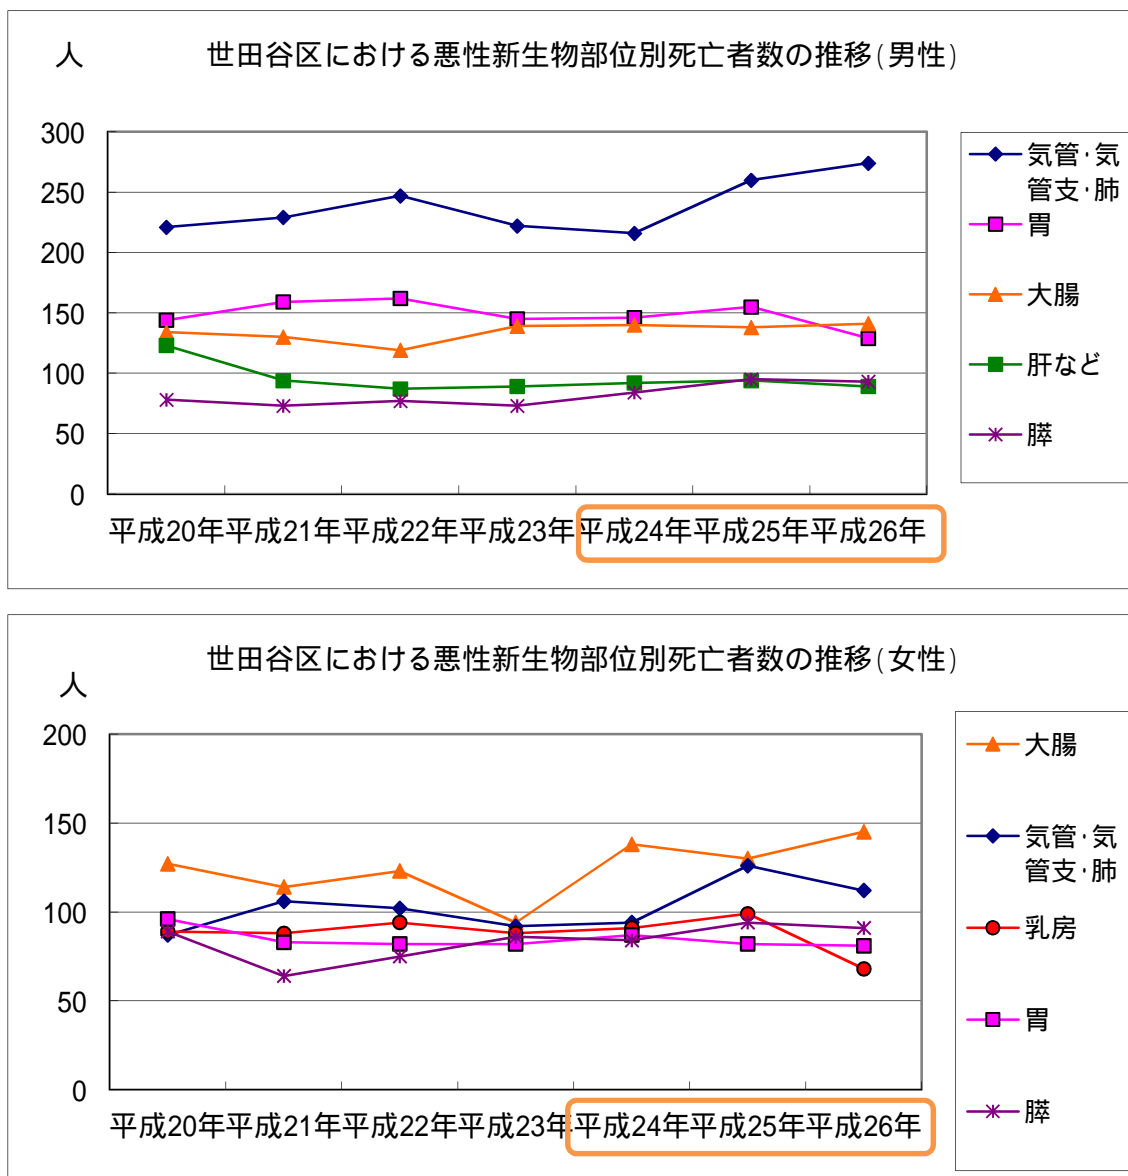 人
世田谷区における悪性新生物部位別死亡者数の推移(男性)
300
250
200
150
100
50
0
平成20年平成21年平成22年平成23年平成24年平成25年平成26年
気管・気
管支・肺
胃
大腸
肝など
膵
世田谷区における悪性新生物部位別死亡者数の推移(女性)
人
200
150
100
50
0
平成20年平成21年平成22年平成23年平成24年平成25年平成26年
大腸
気管・気
管支・肺
乳房
胃
膵